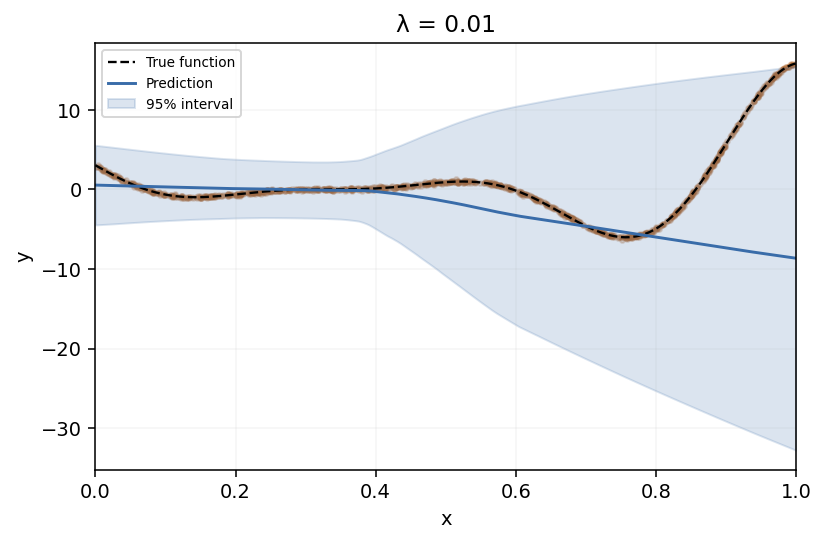 λ = 0.01
True function
Prediction
95% interval
10
0
−10
−20
−30
y
0.0 0.2 0.4 0.6 0.8 1.0
x